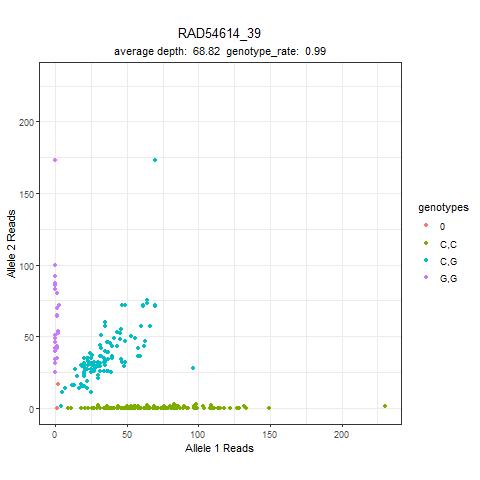 RAD54614_39
average depth: 68.82 genotype_rate: 0.99
200
150
100
50
0
Allele 2 Reads
0 50 100 150 200
Allele 1 Reads
genotypes
0
C,C
C,G
G,G